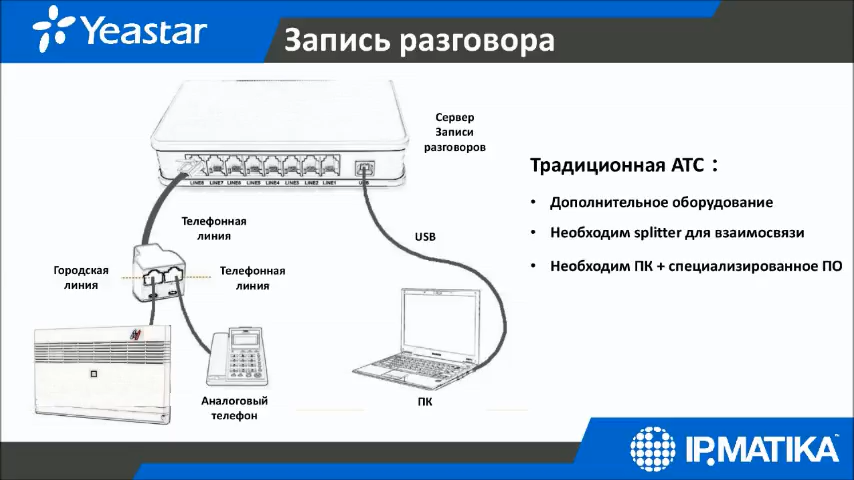 Yeastar
Запись разговора
Сервер
Записи
разговоров
LINE8 LINE7 LINE6 LINE5 LINE4 LINE3 LINE2 LINE1 USB
Телефонная
линия
USB
Городская
линия
Телефонная
линия
Аналоговый
телефон
ПК
Традиционная АТС：
• Дополнительное оборудование
• Необходим splitter для взаимосвязи
• Необходим ПК + специализированное ПО
IP.MATIKA